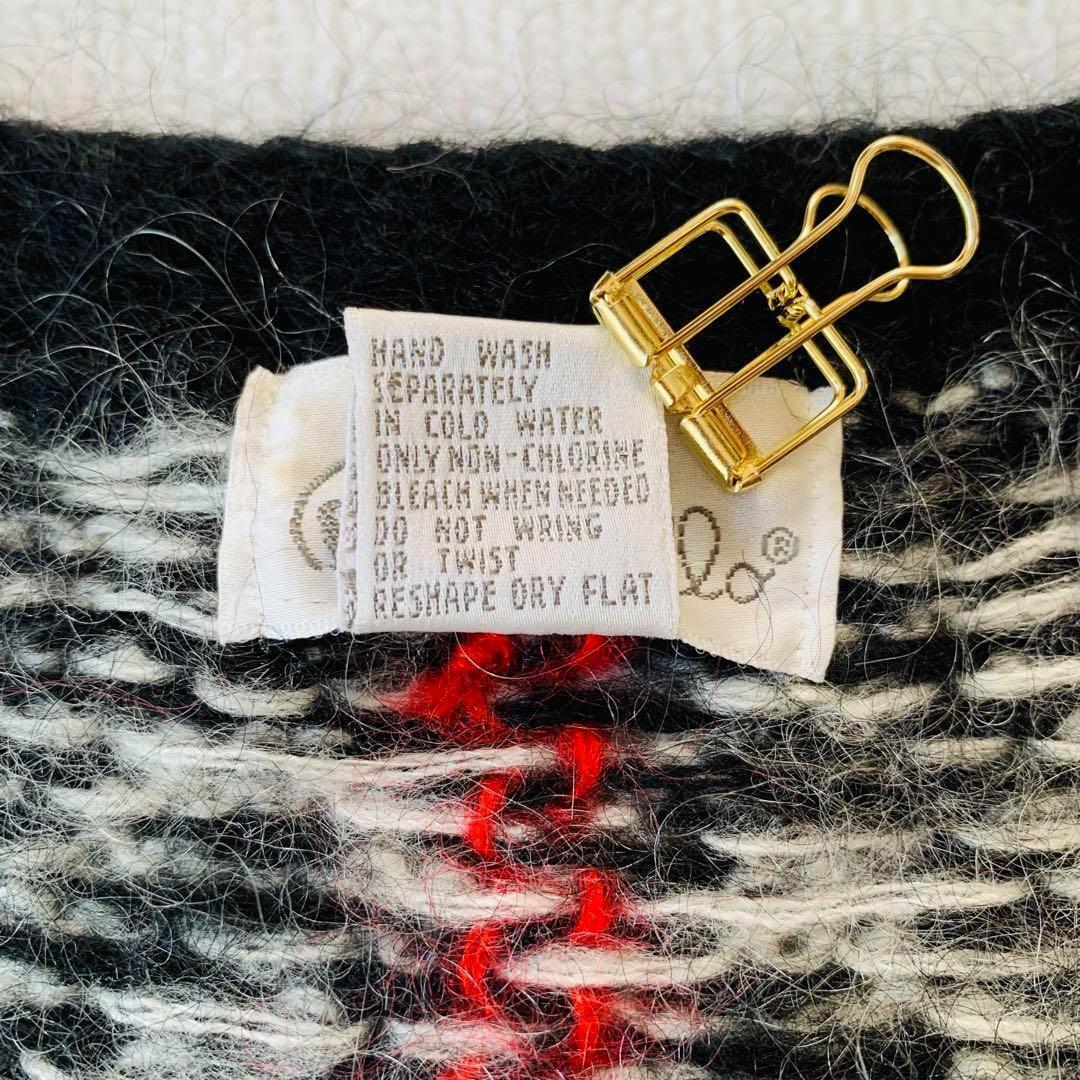 HAND WASH
SEPARATELY
IN COLD WATER
ONLY NON-CHLORINE
BLEACH WHEN NEEDED
DO NOT WRING
OR TWIST
RESHAPE DRY FLAT
la®